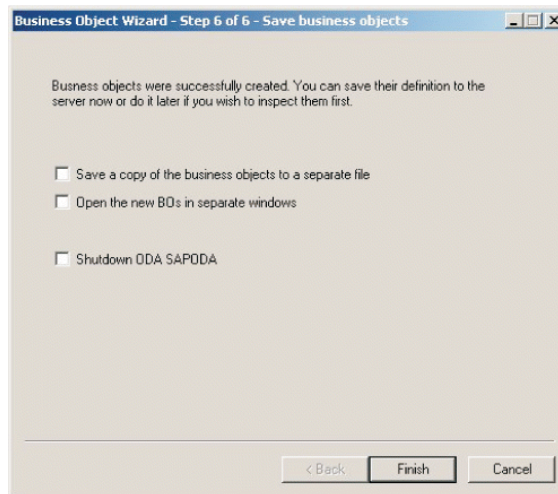 Business Object Wizard - Step 6 of 6 - Save business objects
Busness objects were successfully created. You can save their definition to the
server now or do it later if you wish to inspect them first.
Save a copy of the business objects to a separate file
Open the new BOs in separate windows
Shutdown ODA SAPODA
< Back
Finish
Cancel